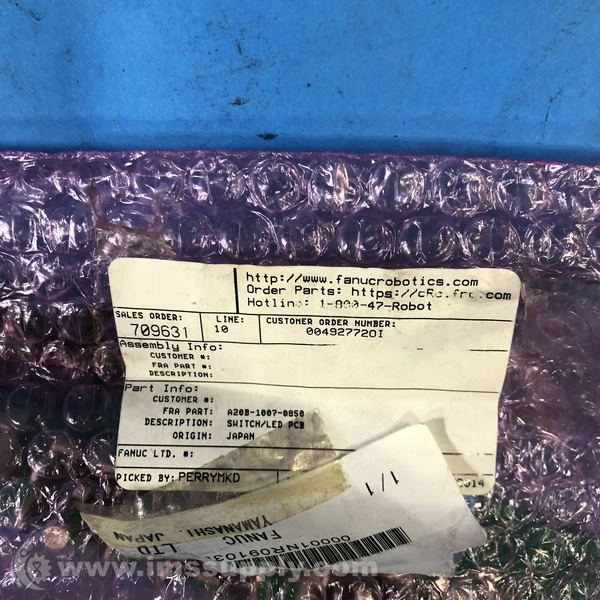 http://www.fanucrobotics.com
Order Parts: https://cRc.frc.com
Hotline: 1-800-47-Robot
SALES ORDER: 709631
LINE: 10
CUSTOMER ORDER NUMBER: 004927720I
Assembly Info:
CUSTOMER #:
FRA PART #:
DESCRIPTION:
Part Info:
CUSTOMER #:
FRA PART: A20B-1007-0850
DESCRIPTION: SWITCH/LED PCB
ORIGIN: JAPAN
FANUC LTD. #:
PICKED BY: PERRYMKD
1/1
FANUC LTD
YAMANASHI, JAPAN
www.imssupply.com